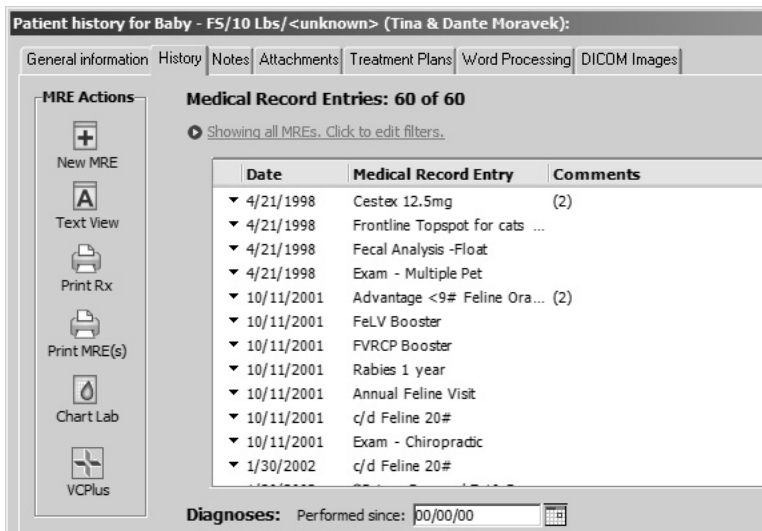 Patient history for Baby - FS/10 Lbs/<unknown> (Tina & Dante Moravek):
General information History Notes Attachments Treatment Plans Word Processing DICOM Images
MRE Actions
New MRE
Text View
Print Rx
Print MRE(s)
Chart Lab
VCPlus
Medical Record Entries: 60 of 60
Showing all MREs. Click to edit filters.
Date Medical Record Entry Comments
4/21/1998 Cestex 12.5mg (2)
4/21/1998 Frontline Topspot for cats ...
4/21/1998 Fecal Analysis -Float
4/21/1998 Exam - Multiple Pet
10/11/2001 Advantage <9# Feline Ora... (2)
10/11/2001 FeLV Booster
10/11/2001 FVRCP Booster
10/11/2001 Rabies 1 year
10/11/2001 Annual Feline Visit
10/11/2001 c/d Feline 20#
10/11/2001 Exam - Chiropractic
1/30/2002 c/d Feline 20#
Diagnoses: Performed since: 00/00/00